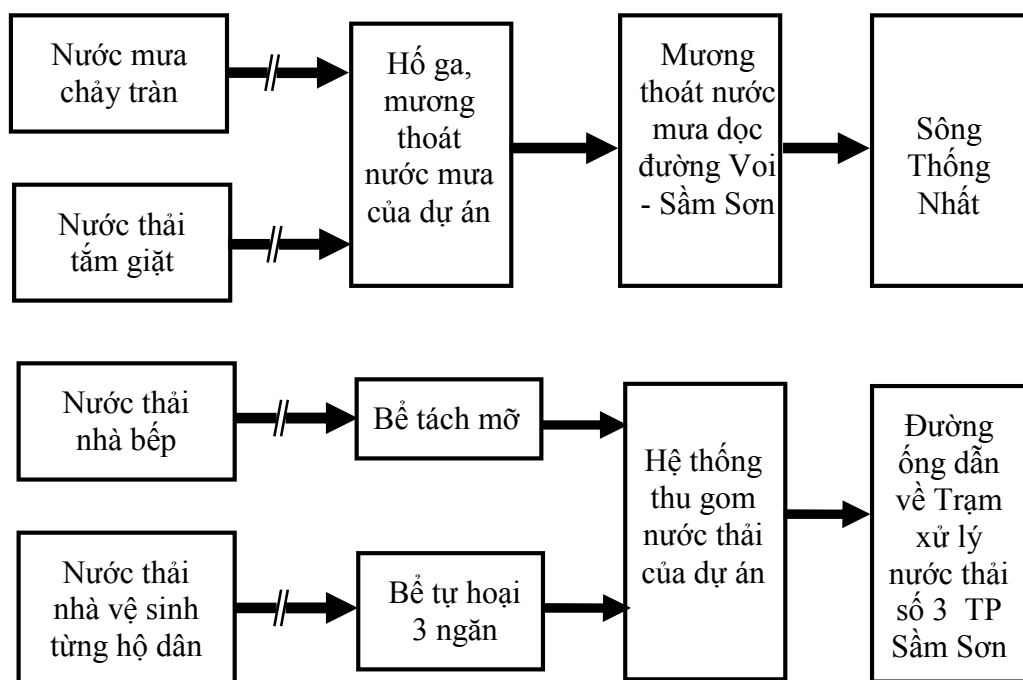 Nước mưa
chảy tràn
Nước thải
tắm giặt
Hố ga,
mương
thoát
nước mưa
của dự án
Mương
thoát nước
mưa dọc
đường Voi
- Sầm Sơn
Sông
Thống
Nhất
Nước thải
nhà bếp
Bể tách mỡ
Nước thải
nhà vệ sinh
từng hộ dân
Bể tự hoại
3 ngăn
Hệ thống
thu gom
nước thải
của dự án
Đường
ống dẫn
về Trạm
xử lý
nước thải
số 3 TP
Sầm Sơn